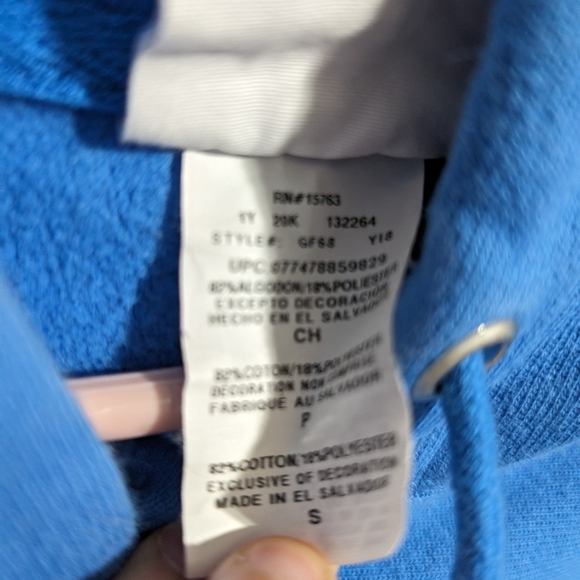 RN#15763
1Y 20K 132264
STYLE#: GF68 Y18
UPC:077478859829
82%ALGODON/18%POLIESTER
EXCEPTO DECORACION
HECHO EN EL SALVADOR
CH
82%COTON/18%POLYESTER
DECORATION NON COMPRISE
FABRIQUE AU SALVADOR
P
82%COTTON/18%POLYESTER
EXCLUSIVE OF DECORATION
MADE IN EL SALVADOR
S